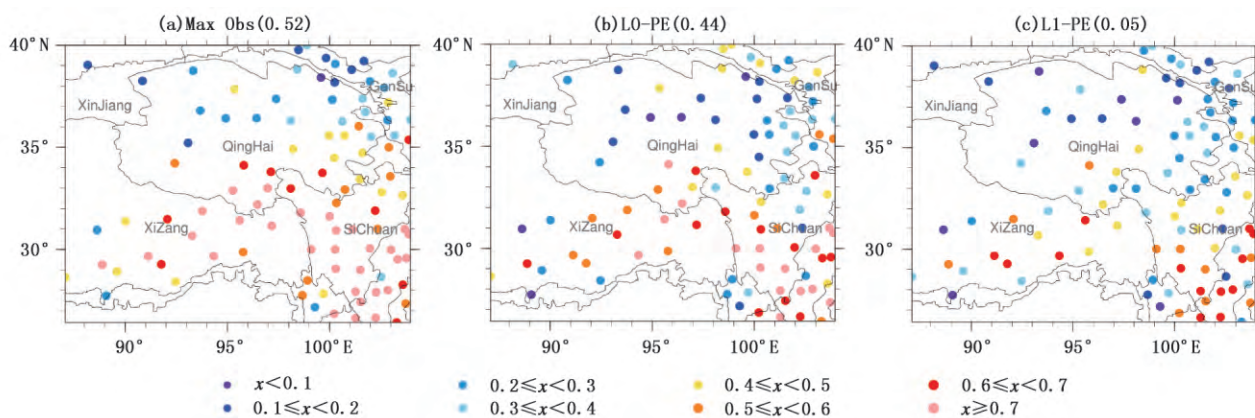 (a)Max Obs(0.52) (b)L0-PE(0.44) (c)L1-PE(0.05)
40°N 40°N 40°N
GanSu GanSu GanSu
XinJiang XinJiang XinJiang
35° QingHai 35° QingHai 35° QingHai
XiZang SiChuan XiZang SiChuan XiZang SiChuan
30° 30° 30°
90° 95° 100°E 90° 95° 100°E 90° 95° 100°E
x<0.1 0.2≤x<0.3 0.4≤x<0.5 0.6≤x<0.7
0.1≤x<0.2 0.3≤x<0.4 0.5≤x<0.6 x≥0.7